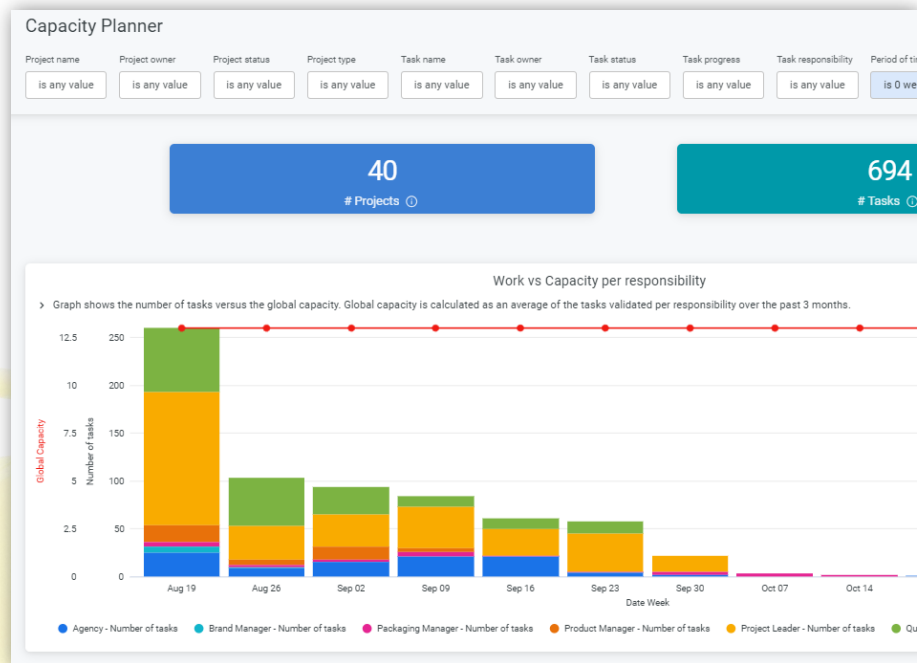 Capacity Planner
Project name Project owner Project status Project type Task name Task owner Task status Task progress Task responsibility Period of
is any value is any value is any value is any value is any value is any value is any value is any value is any value is 0
40
# Projects
694
# Tasks
Work vs Capacity per responsibility
Graph shows the number of tasks versus the global capacity. Global capacity is calculated as an average of the tasks validated per responsibility over the past 3 months.
12.5 250
10 200
7.5 150
5 100
2.5 50
0 0
Global Capacity
Number of tasks
Aug 19 Aug 26 Sep 02 Sep 09 Sep 16 Sep 23 Sep 30 Oct 07 Oct 14
Date Week
Agency - Number of tasks Brand Manager - Number of tasks Packaging Manager - Number of tasks Product Manager - Number of tasks Project Leader - Number of tasks